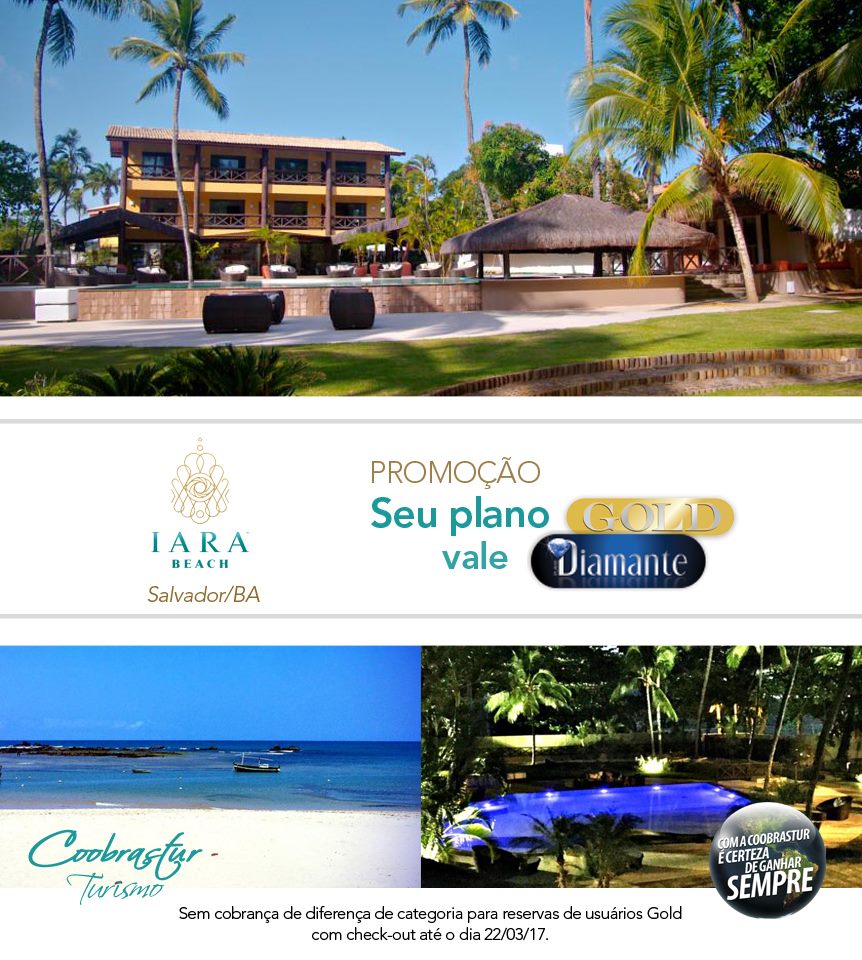 IARA
BEACH
Salvador/BA
PROMOÇÃO
Seu plano GOLD
vale Diamante
Coobrastur
Turismo
COM A COOBRASTUR
É CERTEZA
DE GANHAR
SEMPRE
Sem cobrança de diferença de categoria para reservas de usuários Gold
com check-out até o dia 22/03/17.